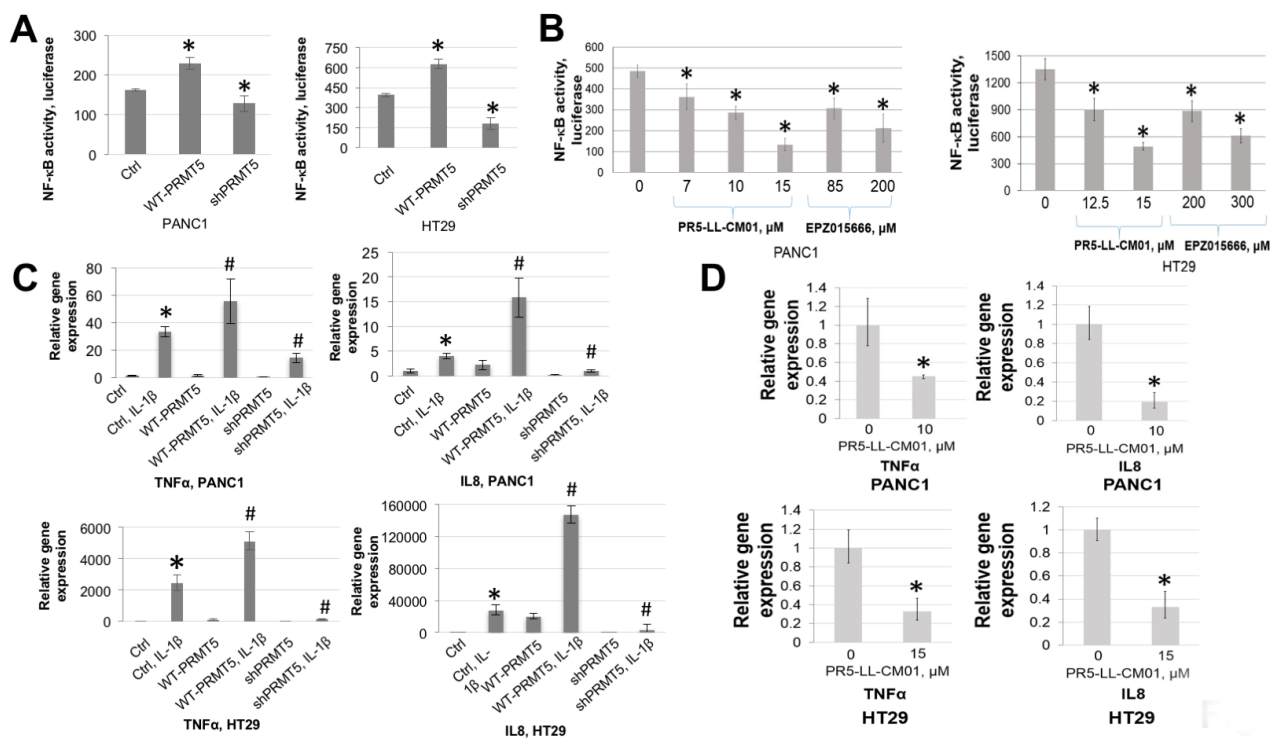 A
NF-κB activity, luciferase
300
200
100
0
Ctrl
WT-PRMT5
shPRMT5
*
*
PANC1
NF-κB activity, luciferase
750
600
450
300
150
0
Ctrl
WT-PRMT5
shPRMT5
*
*
HT29
B
NF-κB activity,
luciferase
600
500
400
300
200
100
0
*
*
*
*
*
0 7 10 15 85 200
PR5-LL-CM01, μM EPZ015666, μM
PANC1
NF-κB activity,
luciferase
1500
1200
900
600
300
0
*
*
*
*
0 12.5 15 200 300
PR5-LL-CM01, μM EPZ015666, μM
HT29
C
Relative gene
expression
80
60
40
20
0
*
#
#
Ctrl
Ctrl, IL-1β
WT-PRMT5
WT-PRMT5, IL-1β
shPRMT5
shPRMT5, IL-1β
TNFα, PANC1
Relative gene
expression
25
20
15
10
5
0
*
#
#
Ctrl
Ctrl, IL-1β
WT-PRMT5
WT-PRMT5, IL-1β
shPRMT5
shPRMT5, IL-1β
IL8, PANC1
Relative gene
expression
6000
4000
2000
0
*
#
#
Ctrl
Ctrl, IL-1β
WT-PRMT5
WT-PRMT5, IL-1β
shPRMT5
shPRMT5, IL-1β
TNFα, HT29
Relative gene
expression
160000
120000
80000
40000
0
*
#
#
Ctrl
Ctrl, IL-
1β
WT-PRMT5
WT-PRMT5, IL-1β
shPRMT5
shPRMT5, IL-1β
IL8, HT29
D
Relative gene
expression
1.4
1.2
1
0.8
0.6
0.4
0.2
0
*
0 10
PR5-LL-CM01, μM
TNFα
PANC1
Relative gene
expression
1.4
1.2
1
0.8
0.6
0.4
0.2
0
*
0 10
PR5-LL-CM01, μM
IL8
PANC1
Relative gene
expression
1.4
1.2
1
0.8
0.6
0.4
0.2
0
*
0 15
PR5-LL-CM01, μM
TNFα
HT29
Relative gene
expression
1.2
1
0.8
0.6
0.4
0.2
0
*
0 15
PR5-LL-CM01, μM
IL8
HT29